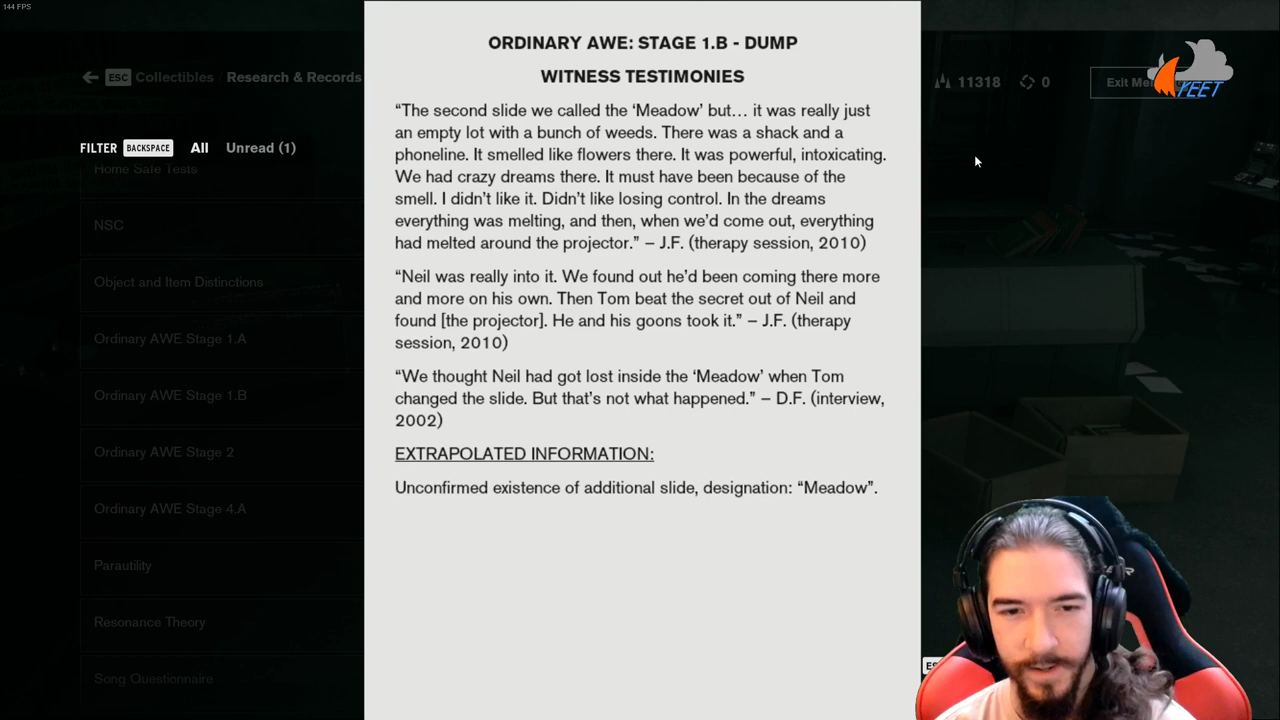 144 FPS
ORDINARY AWE: STAGE 1.B - DUMP
WITNESS TESTIMONIES
“The second slide we called the ‘Meadow’ but… it was really just
an empty lot with a bunch of weeds. There was a shack and a
phoneline. It smelled like flowers there. It was powerful, intoxicating.
We had crazy dreams there. It must have been because of the
smell. I didn’t like it. Didn’t like losing control. In the dreams
everything was melting, and then, when we’d come out, everything
had melted around the projector.” – J.F. (therapy session, 2010)
“Neil was really into it. We found out he’d been coming there more
and more on his own. Then Tom beat the secret out of Neil and
found [the projector]. He and his goons took it.” – J.F. (therapy
session, 2010)
“We thought Neil had got lost inside the ‘Meadow’ when Tom
changed the slide. But that’s not what happened.” – D.F. (interview,
2002)
EXTRAPOLATED INFORMATION:
Unconfirmed existence of additional slide, designation: “Meadow”.
ESC Collectibles / Research & Records
11318 0
Exit Me
YEET
FILTER BACKSPACE All Unread (1)
Home Safe Tests
NSC
Object and Item Distinctions
Ordinary AWE Stage 1.A
Ordinary AWE Stage 1.B
Ordinary AWE Stage 2
Ordinary AWE Stage 4.A
Parautility
Resonance Theory
Song Questionnaire